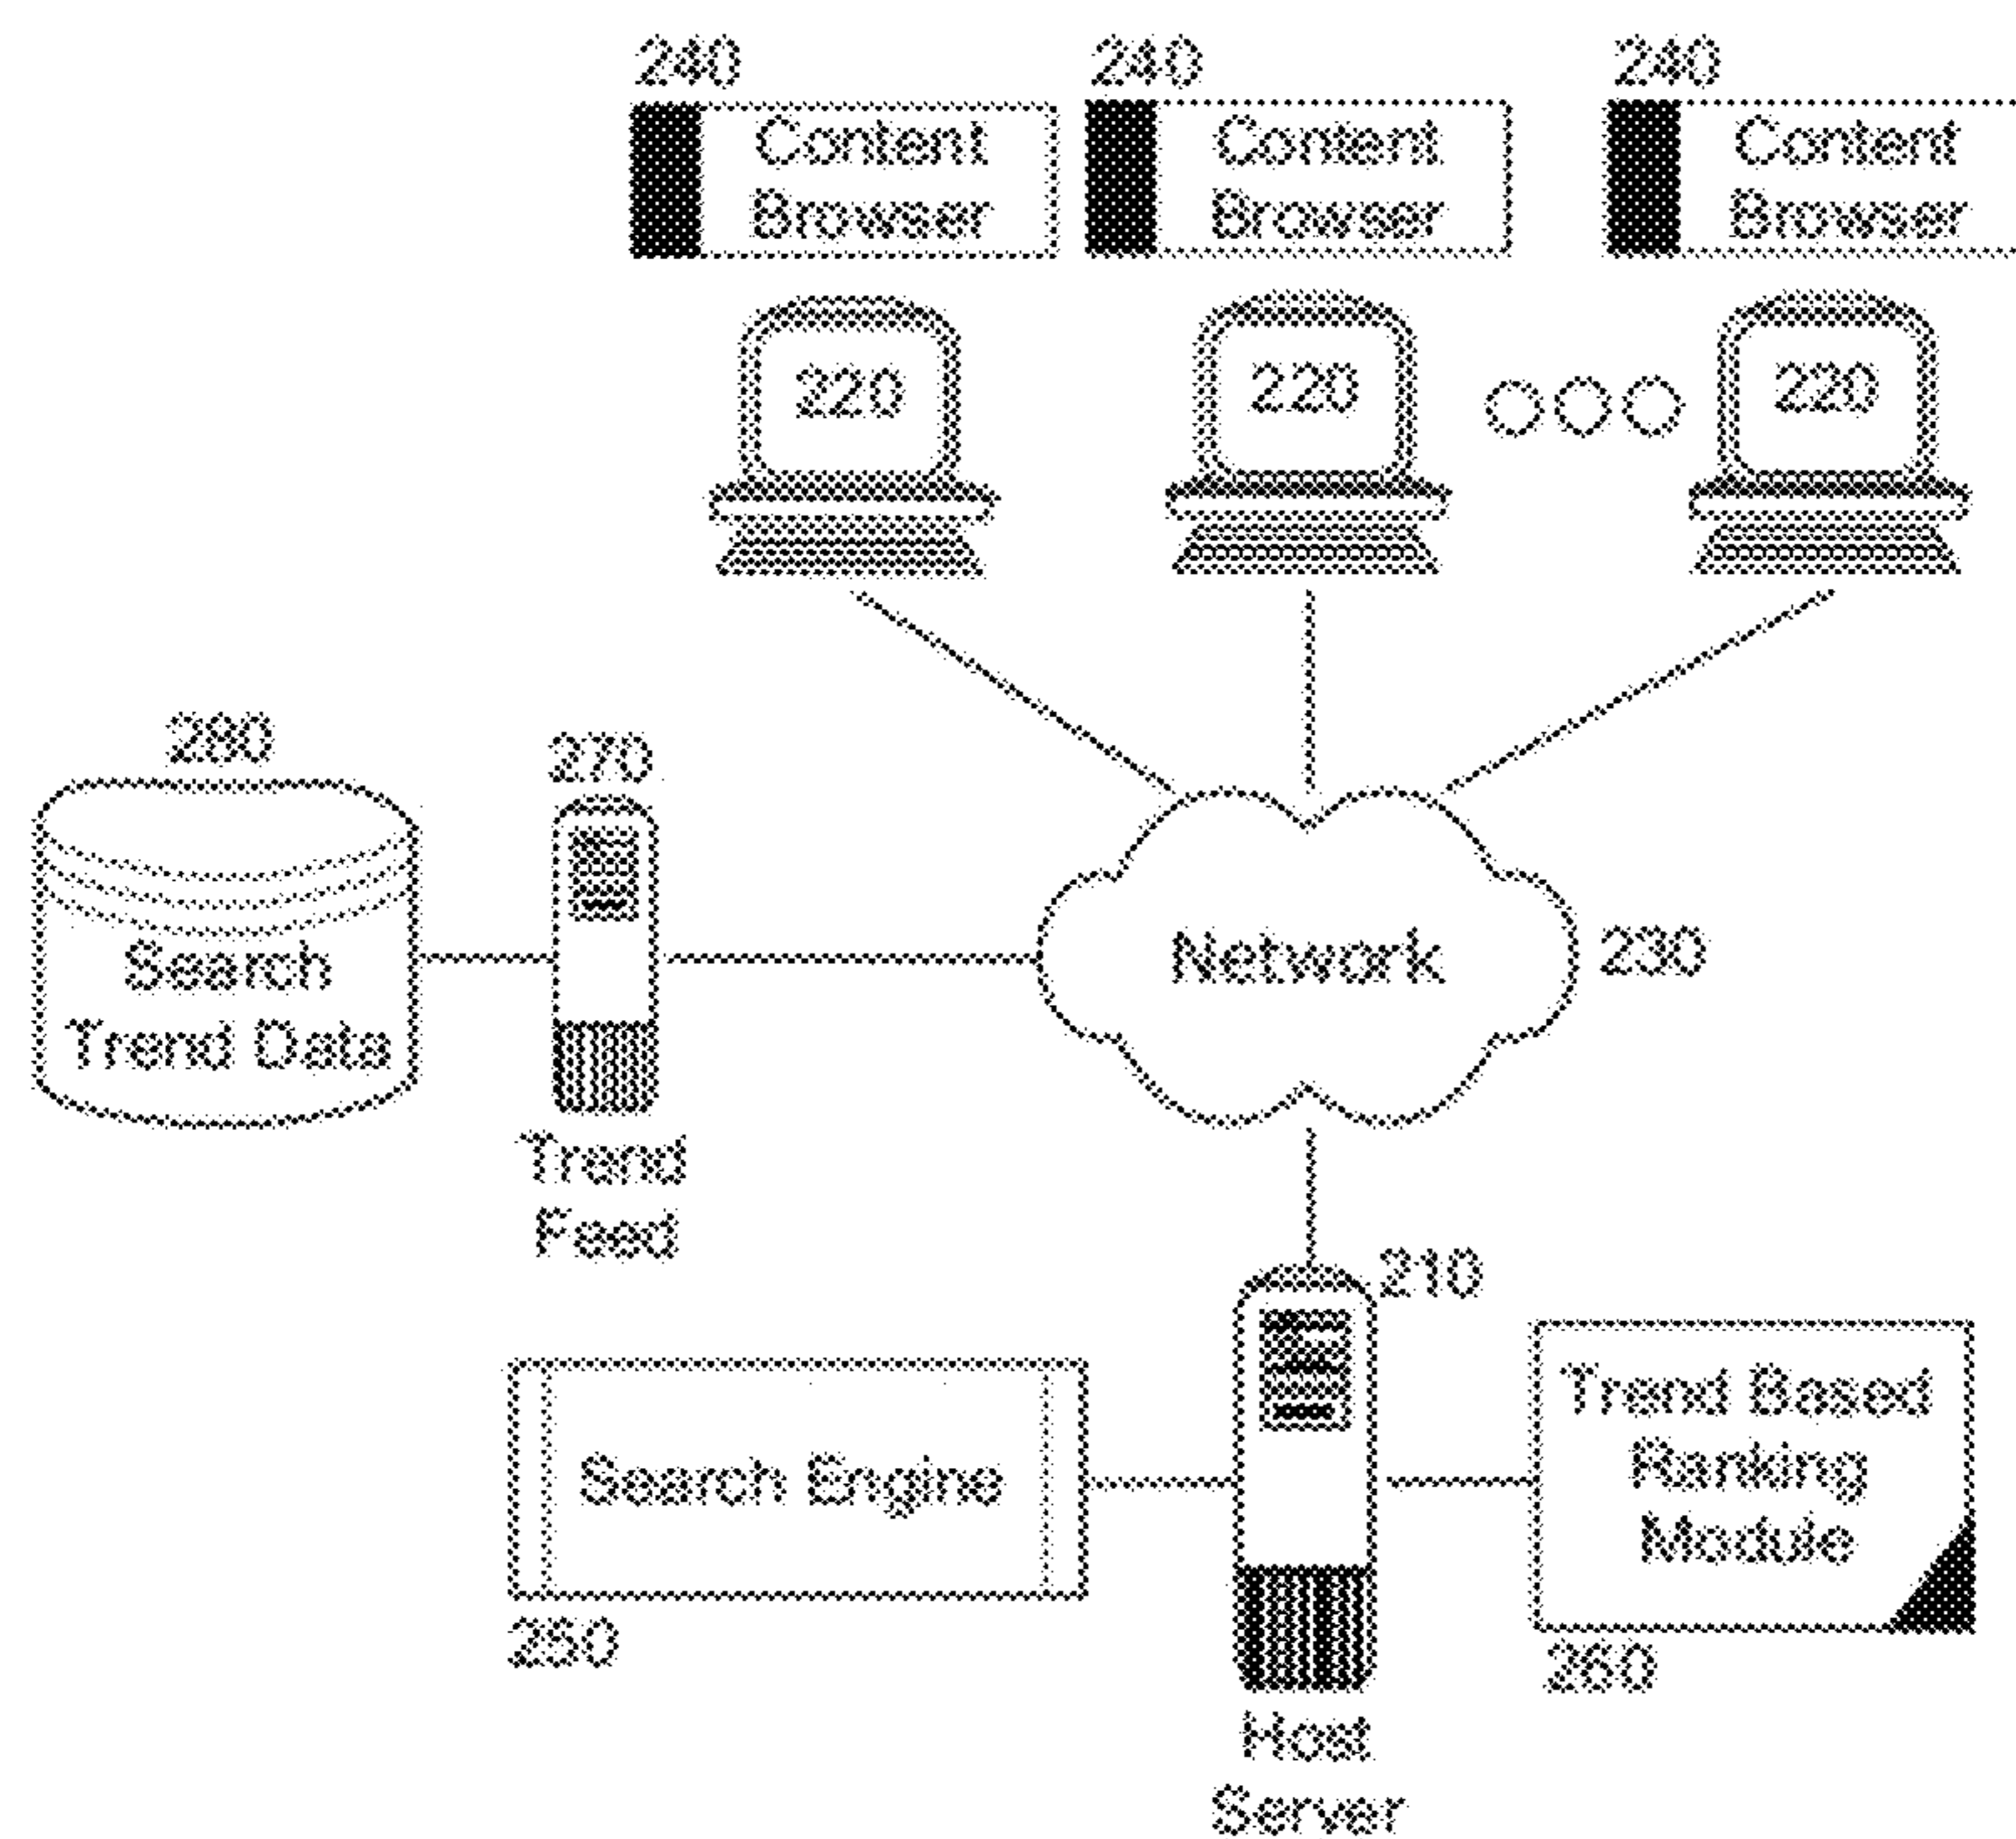 240 240 240
Content Content Content
Browser Browser Browser
220 220 220
280
270
Search
Trend Data
Network
230
Trend
Feed
210
Search Engine
Trend Based
Ranking
Module
250
260
Host
Server